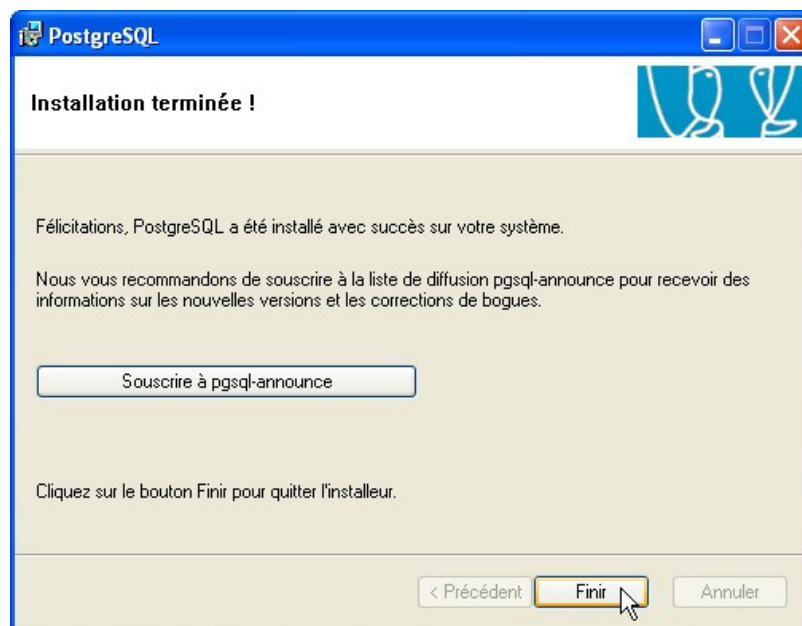 PostgreSQL
Installation terminée !
Félicitations, PostgreSQL a été installé avec succès sur votre système.
Nous vous recommandons de souscrire à la liste de diffusion pgsql-announce pour recevoir des
informations sur les nouvelles versions et les corrections de bogues.
Souscrire à pgsql-announce
Cliquez sur le bouton Finir pour quitter l'installeur.
< Précédent Finir Annuler